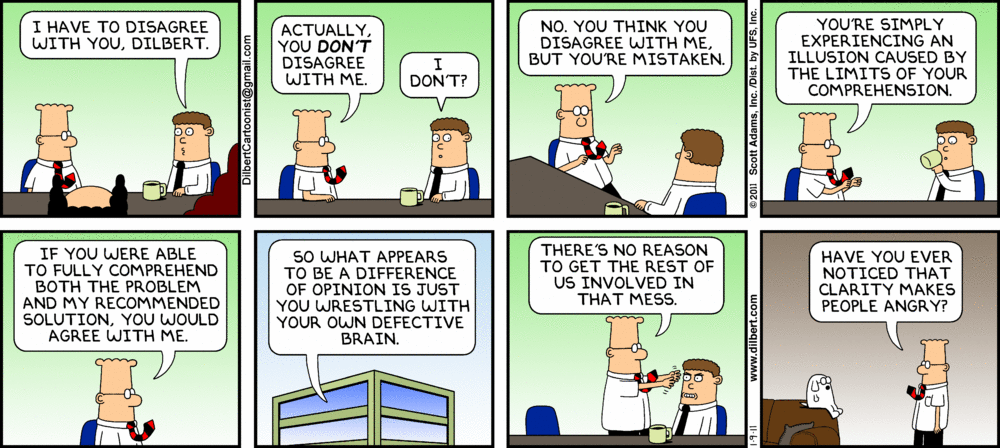 I HAVE TO DISAGREE
WITH YOU, DILBERT.
DilbertCartoonist@gmail.com
ACTUALLY,
YOU DON'T
DISAGREE
WITH ME.
I
DON'T?
NO. YOU THINK YOU
DISAGREE WITH ME,
BUT YOU'RE MISTAKEN.
©2011 Scott Adams, Inc. /Dist. by UFS, Inc.
YOU'RE SIMPLY
EXPERIENCING AN
ILLUSION CAUSED BY
THE LIMITS OF YOUR
COMPREHENSION.
IF YOU WERE ABLE
TO FULLY COMPREHEND
BOTH THE PROBLEM
AND MY RECOMMENDED
SOLUTION, YOU WOULD
AGREE WITH ME.
SO WHAT APPEARS
TO BE A DIFFERENCE
OF OPINION IS JUST
YOU WRESTLING WITH
YOUR OWN DEFECTIVE
BRAIN.
THERE'S NO REASON
TO GET THE REST OF
US INVOLVED IN
THAT MESS.
www.dilbert.com
1-9-11
HAVE YOU EVER
NOTICED THAT
CLARITY MAKES
PEOPLE ANGRY?